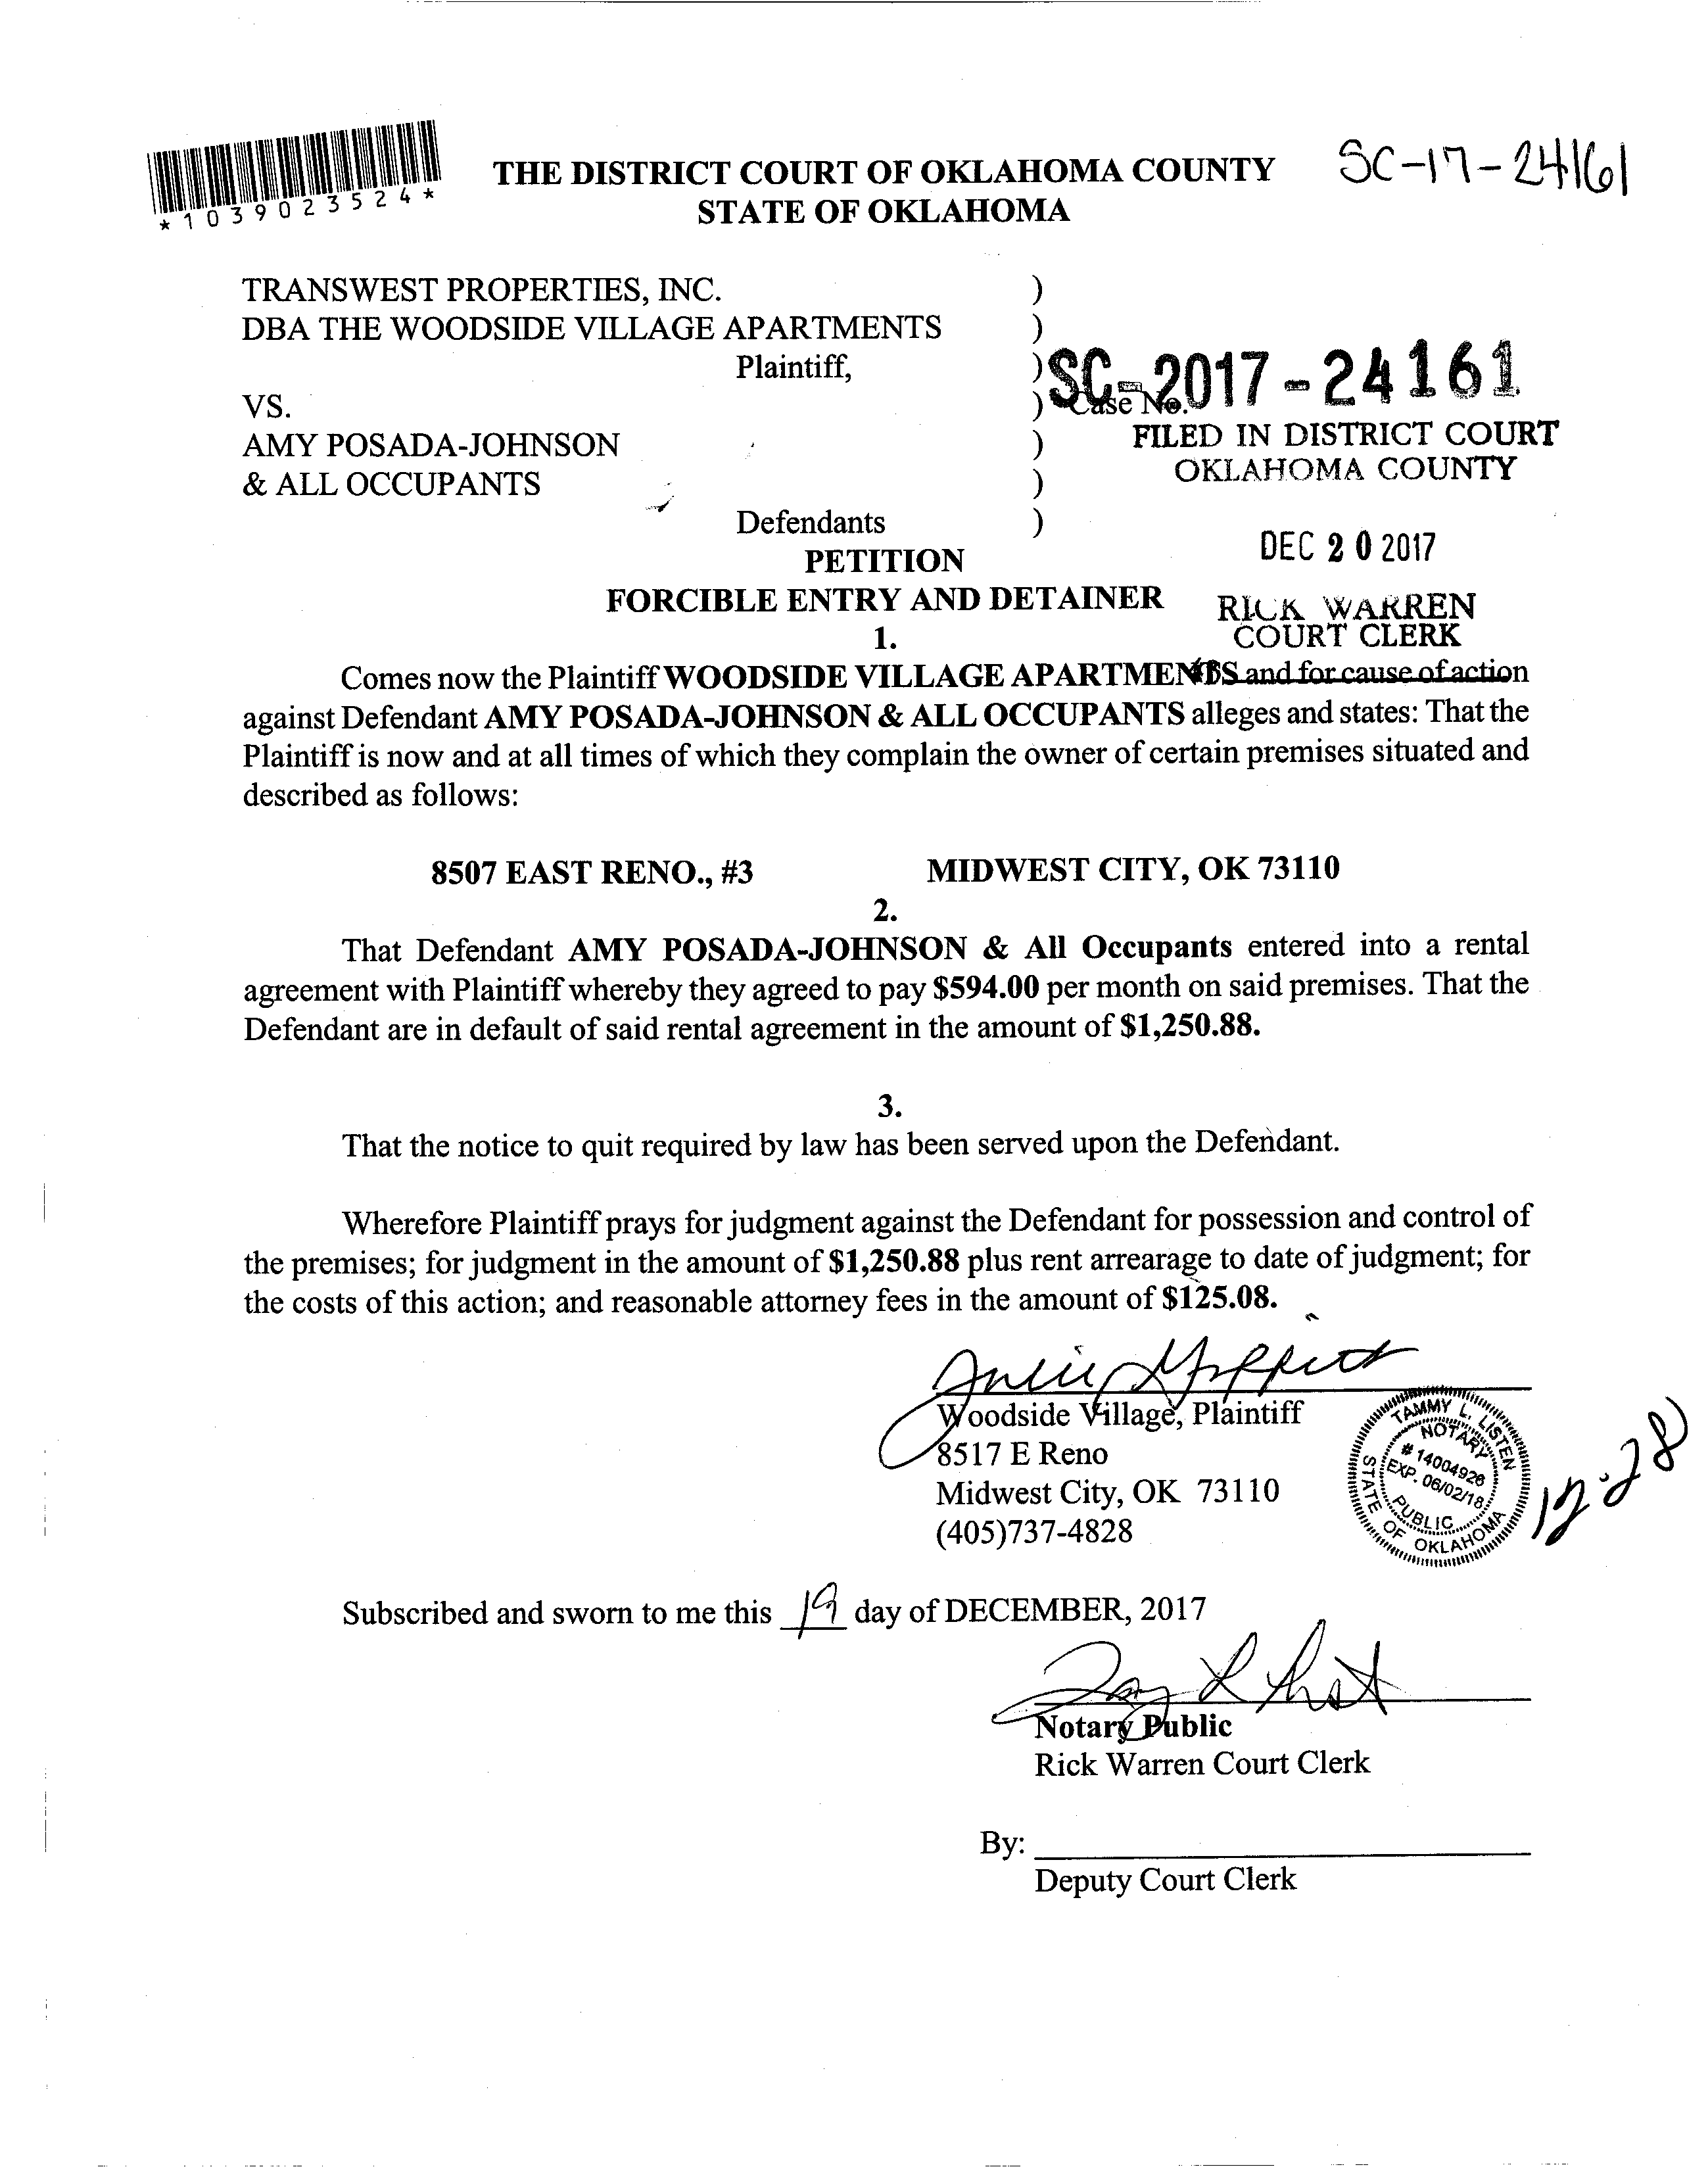 *1039023524*
THE DISTRICT COURT OF OKLAHOMA COUNTY
STATE OF OKLAHOMA
SC-17-24161
TRANSWEST PROPERTIES, INC. )
DBA THE WOODSIDE VILLAGE APARTMENTS )
Plaintiff, )
SC-2017-24161
VS. ) Case No.
AMY POSADA-JOHNSON )
& ALL OCCUPANTS )
Defendants )
FILED IN DISTRICT COURT
OKLAHOMA COUNTY
DEC 20 2017
RICK WARREN
COURT CLERK
PETITION
FORCIBLE ENTRY AND DETAINER
1.
Comes now the Plaintiff WOODSIDE VILLAGE APARTMENTS and for cause of action
against Defendant AMY POSADA-JOHNSON & ALL OCCUPANTS alleges and states: That the
Plaintiff is now and at all times of which they complain the owner of certain premises situated and
described as follows:
8507 EAST RENO., #3 MIDWEST CITY, OK 73110
2.
That Defendant AMY POSADA-JOHNSON & All Occupants entered into a rental
agreement with Plaintiff whereby they agreed to pay $594.00 per month on said premises. That the
Defendant are in default of said rental agreement in the amount of $1,250.88.
3.
That the notice to quit required by law has been served upon the Defendant.
Wherefore Plaintiff prays for judgment against the Defendant for possession and control of
the premises; for judgment in the amount of $1,250.88 plus rent arrearage to date of judgment; for
the costs of this action; and reasonable attorney fees in the amount of $125.08.
Woodside Village, Plaintiff
8517 E Reno
Midwest City, OK 73110
(405)737-4828
TAMMY L. LISTEN
NOTARY
# 14004926
EXP. 06/02/18
PUBLIC
STATE OF OKLAHOMA
12-28
Subscribed and sworn to me this 19 day of DECEMBER, 2017
Notary Public
Rick Warren Court Clerk
By:
Deputy Court Clerk